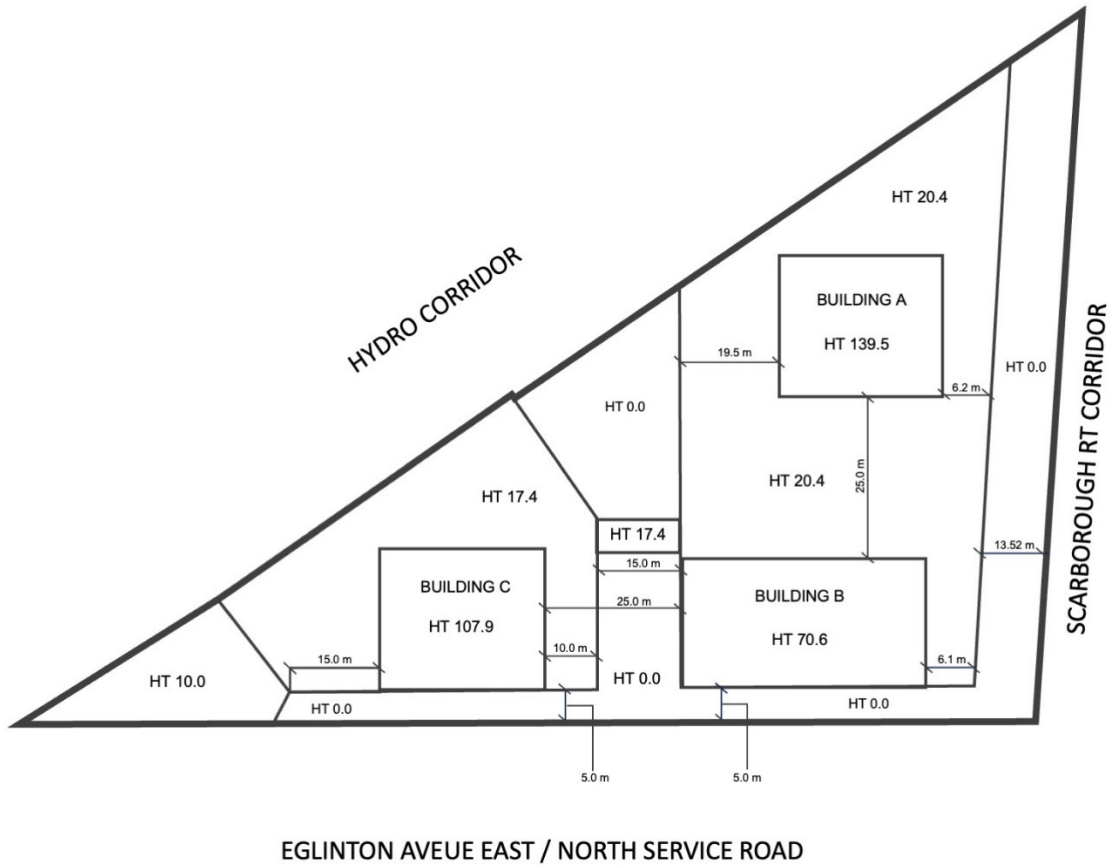 HT 20.4
HYDRO CORRIDOR
BUILDING A
HT 139.5
SCARBOROUGH RT CORRIDOR
19.5 m
HT 0.0
6.2 m
HT 0.0
25.0 m
HT 20.4
HT 17.4
HT 17.4
13.52 m
15.0 m
BUILDING C
BUILDING B
25.0 m
HT 107.9
HT 70.6
10.0 m
15.0 m
6.1 m
HT 10.0
HT 0.0
HT 0.0
HT 0.0
5.0 m
5.0 m
EGLINTON AVEUE EAST / NORTH SERVICE ROAD